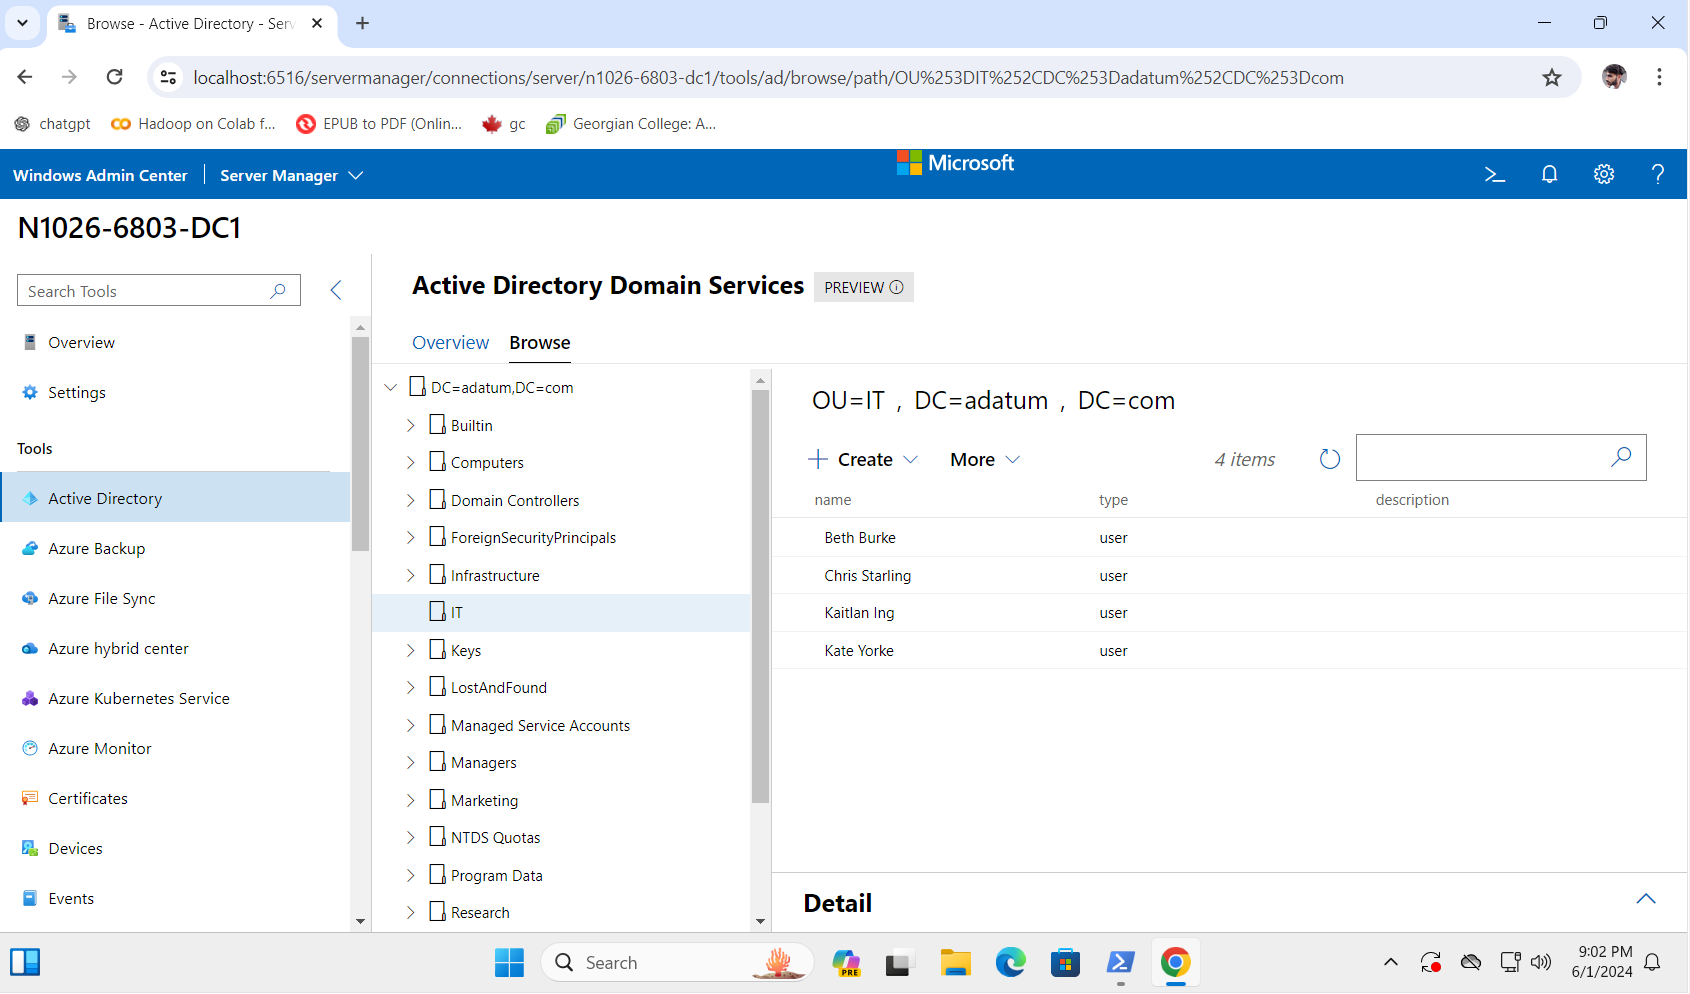 Browse - Active Directory - Serv
localhost:6516/servermanager/connections/server/n1026-6803-dc1/tools/ad/browse/path/OU%253DIT%252CDC%253Dadatum%252CDC%253Dcom
chatgpt
Hadoop on Colab f...
EPUB to PDF (Onlin...
gc
Georgian College: A...
Windows Admin Center
Server Manager
Microsoft
N1026-6803-DC1
Search Tools
Overview
Settings
Tools
Active Directory
Azure Backup
Azure File Sync
Azure hybrid center
Azure Kubernetes Service
Azure Monitor
Certificates
Devices
Events
Active Directory Domain Services
PREVIEW
Overview Browse
DC=adatum,DC=com
Builtin
Computers
Domain Controllers
ForeignSecurityPrincipals
Infrastructure
IT
Keys
LostAndFound
Managed Service Accounts
Managers
Marketing
NTDS Quotas
Program Data
Research
OU=IT , DC=adatum , DC=com
Create More 4 items
name type description
Beth Burke user
Chris Starling user
Kaitlan Ing user
Kate Yorke user
Detail
Search
PRE
9:02 PM
6/1/2024